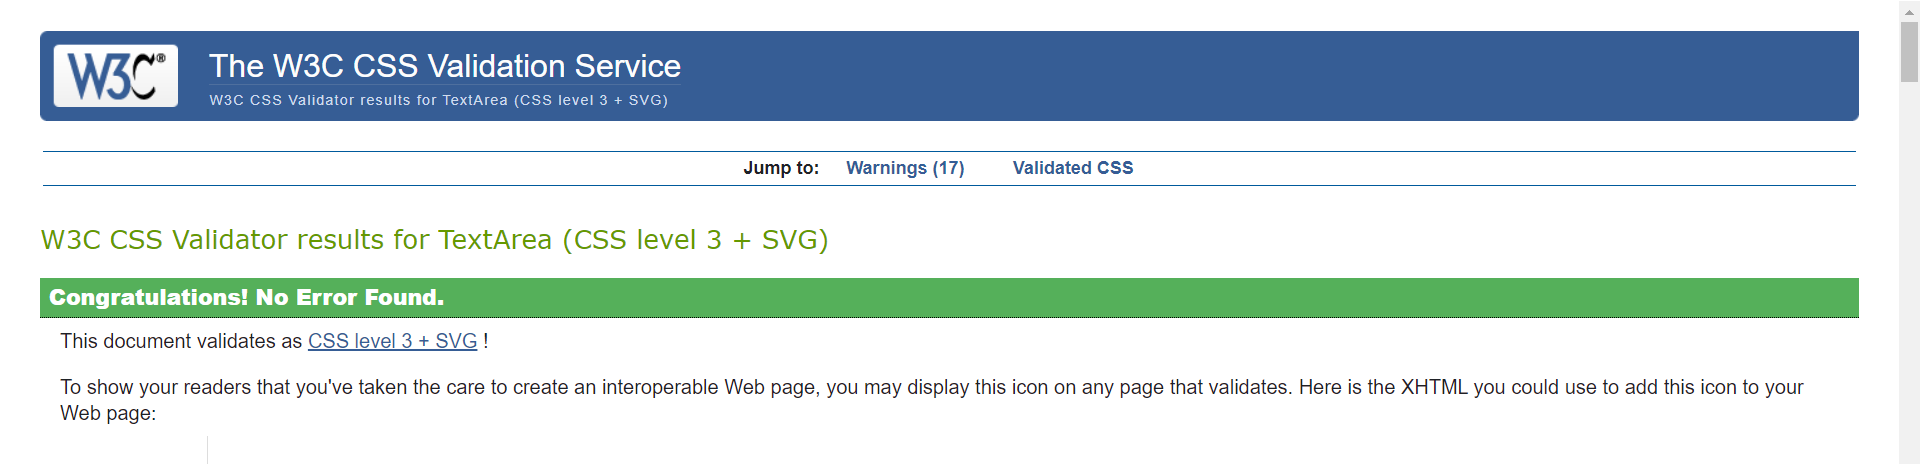 W3C®
The W3C CSS Validation Service
W3C CSS Validator results for TextArea (CSS level 3 + SVG)
Jump to: Warnings (17) Validated CSS
W3C CSS Validator results for TextArea (CSS level 3 + SVG)
Congratulations! No Error Found.
This document validates as CSS level 3 + SVG !
To show your readers that you've taken the care to create an interoperable Web page, you may display this icon on any page that validates. Here is the XHTML you could use to add this icon to your
Web page: